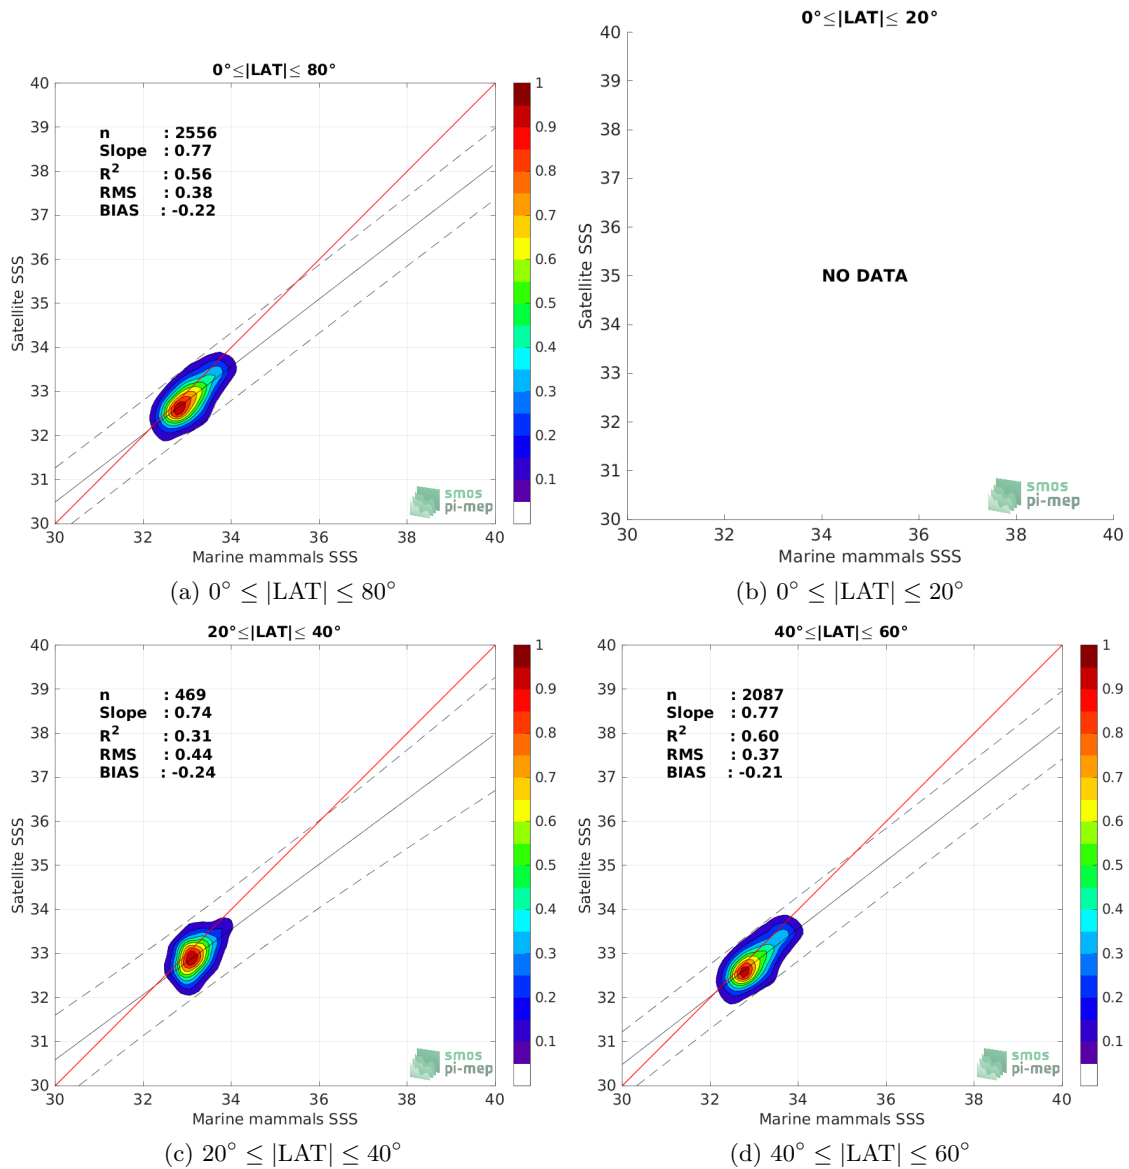 0°≤|LAT|≤ 80°
n : 2556
Slope : 0.77
R2 : 0.56
RMS : 0.38
BIAS : -0.22
40
39
38
37
36
35
34
33
32
31
30
Satellite SSS
30 32 34 36 38 40
Marine mammals SSS
1
0.9
0.8
0.7
0.6
0.5
0.4
0.3
0.2
0.1
smos
pi-mep
(a) 0° ≤ |LAT| ≤ 80°
0°≤|LAT|≤ 20°
40
39
38
37
36
35
34
33
32
31
30
Satellite SSS
NO DATA
smos
pi-mep
30 32 34 36 38 40
Marine mammals SSS
(b) 0° ≤ |LAT| ≤ 20°
20°≤|LAT|≤ 40°
n : 469
Slope : 0.74
R2 : 0.31
RMS : 0.44
BIAS : -0.24
40
39
38
37
36
35
34
33
32
31
30
Satellite SSS
30 32 34 36 38 40
Marine mammals SSS
1
0.9
0.8
0.7
0.6
0.5
0.4
0.3
0.2
0.1
smos
pi-mep
(c) 20° ≤ |LAT| ≤ 40°
40°≤|LAT|≤ 60°
n : 2087
Slope : 0.77
R2 : 0.60
RMS : 0.37
BIAS : -0.21
40
39
38
37
36
35
34
33
32
31
30
Satellite SSS
30 32 34 36 38 40
Marine mammals SSS
1
0.9
0.8
0.7
0.6
0.5
0.4
0.3
0.2
0.1
smos
pi-mep
(d) 40° ≤ |LAT| ≤ 60°